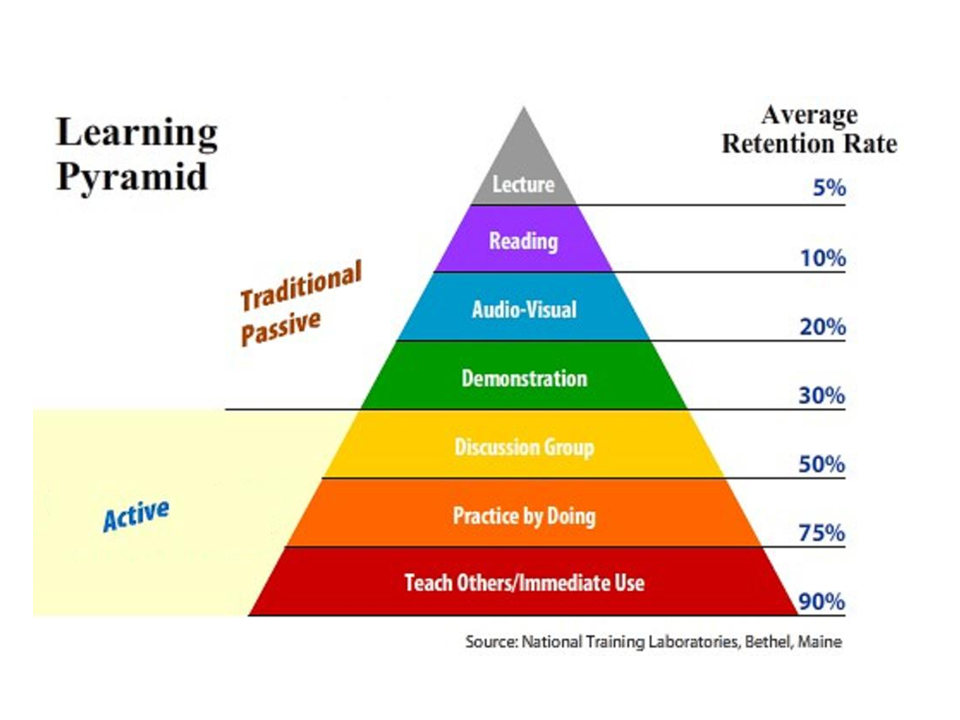 Learning
Pyramid
Average
Retention Rate
Lecture
5%
Reading
10%
Traditional
Passive
Audio-Visual
20%
Demonstration
30%
Discussion Group
50%
Active
Practice by Doing
75%
Teach Others/Immediate Use
90%
Source: National Training Laboratories, Bethel, Maine